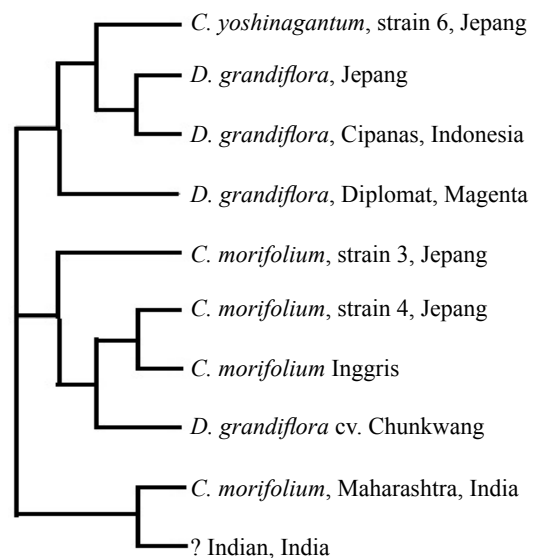 C. yoshinagantum, strain 6, Jepang
D. grandiflora, Jepang
D. grandiflora, Cipanas, Indonesia
D. grandiflora, Diplomat, Magenta
C. morifolium, strain 3, Jepang
C. morifolium, strain 4, Jepang
C. morifolium Inggris
D. grandiflora cv. Chunkwang
C. morifolium, Maharashtra, India
? Indian, India